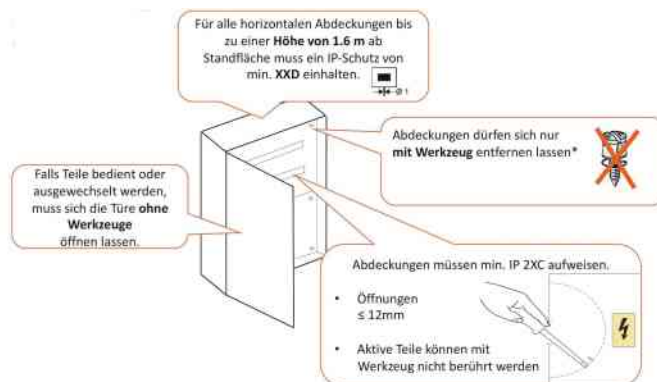 Für alle horizontalen Abdeckungen bis
zu einer Höhe von 1.6 m ab
Standfläche muss ein IP-Schutz von
min. XXD einhalten.
Ø 1
Abdeckungen dürfen sich nur
mit Werkzeug entfernen lassen*
Falls Teile bedient oder
ausgewechselt werden,
muss sich die Türe ohne
Werkzeuge
öffnen lassen.
Abdeckungen müssen min. IP 2XC aufweisen.
• Öffnungen
≤ 12mm
• Aktive Teile können mit
Werkzeug nicht berührt werden